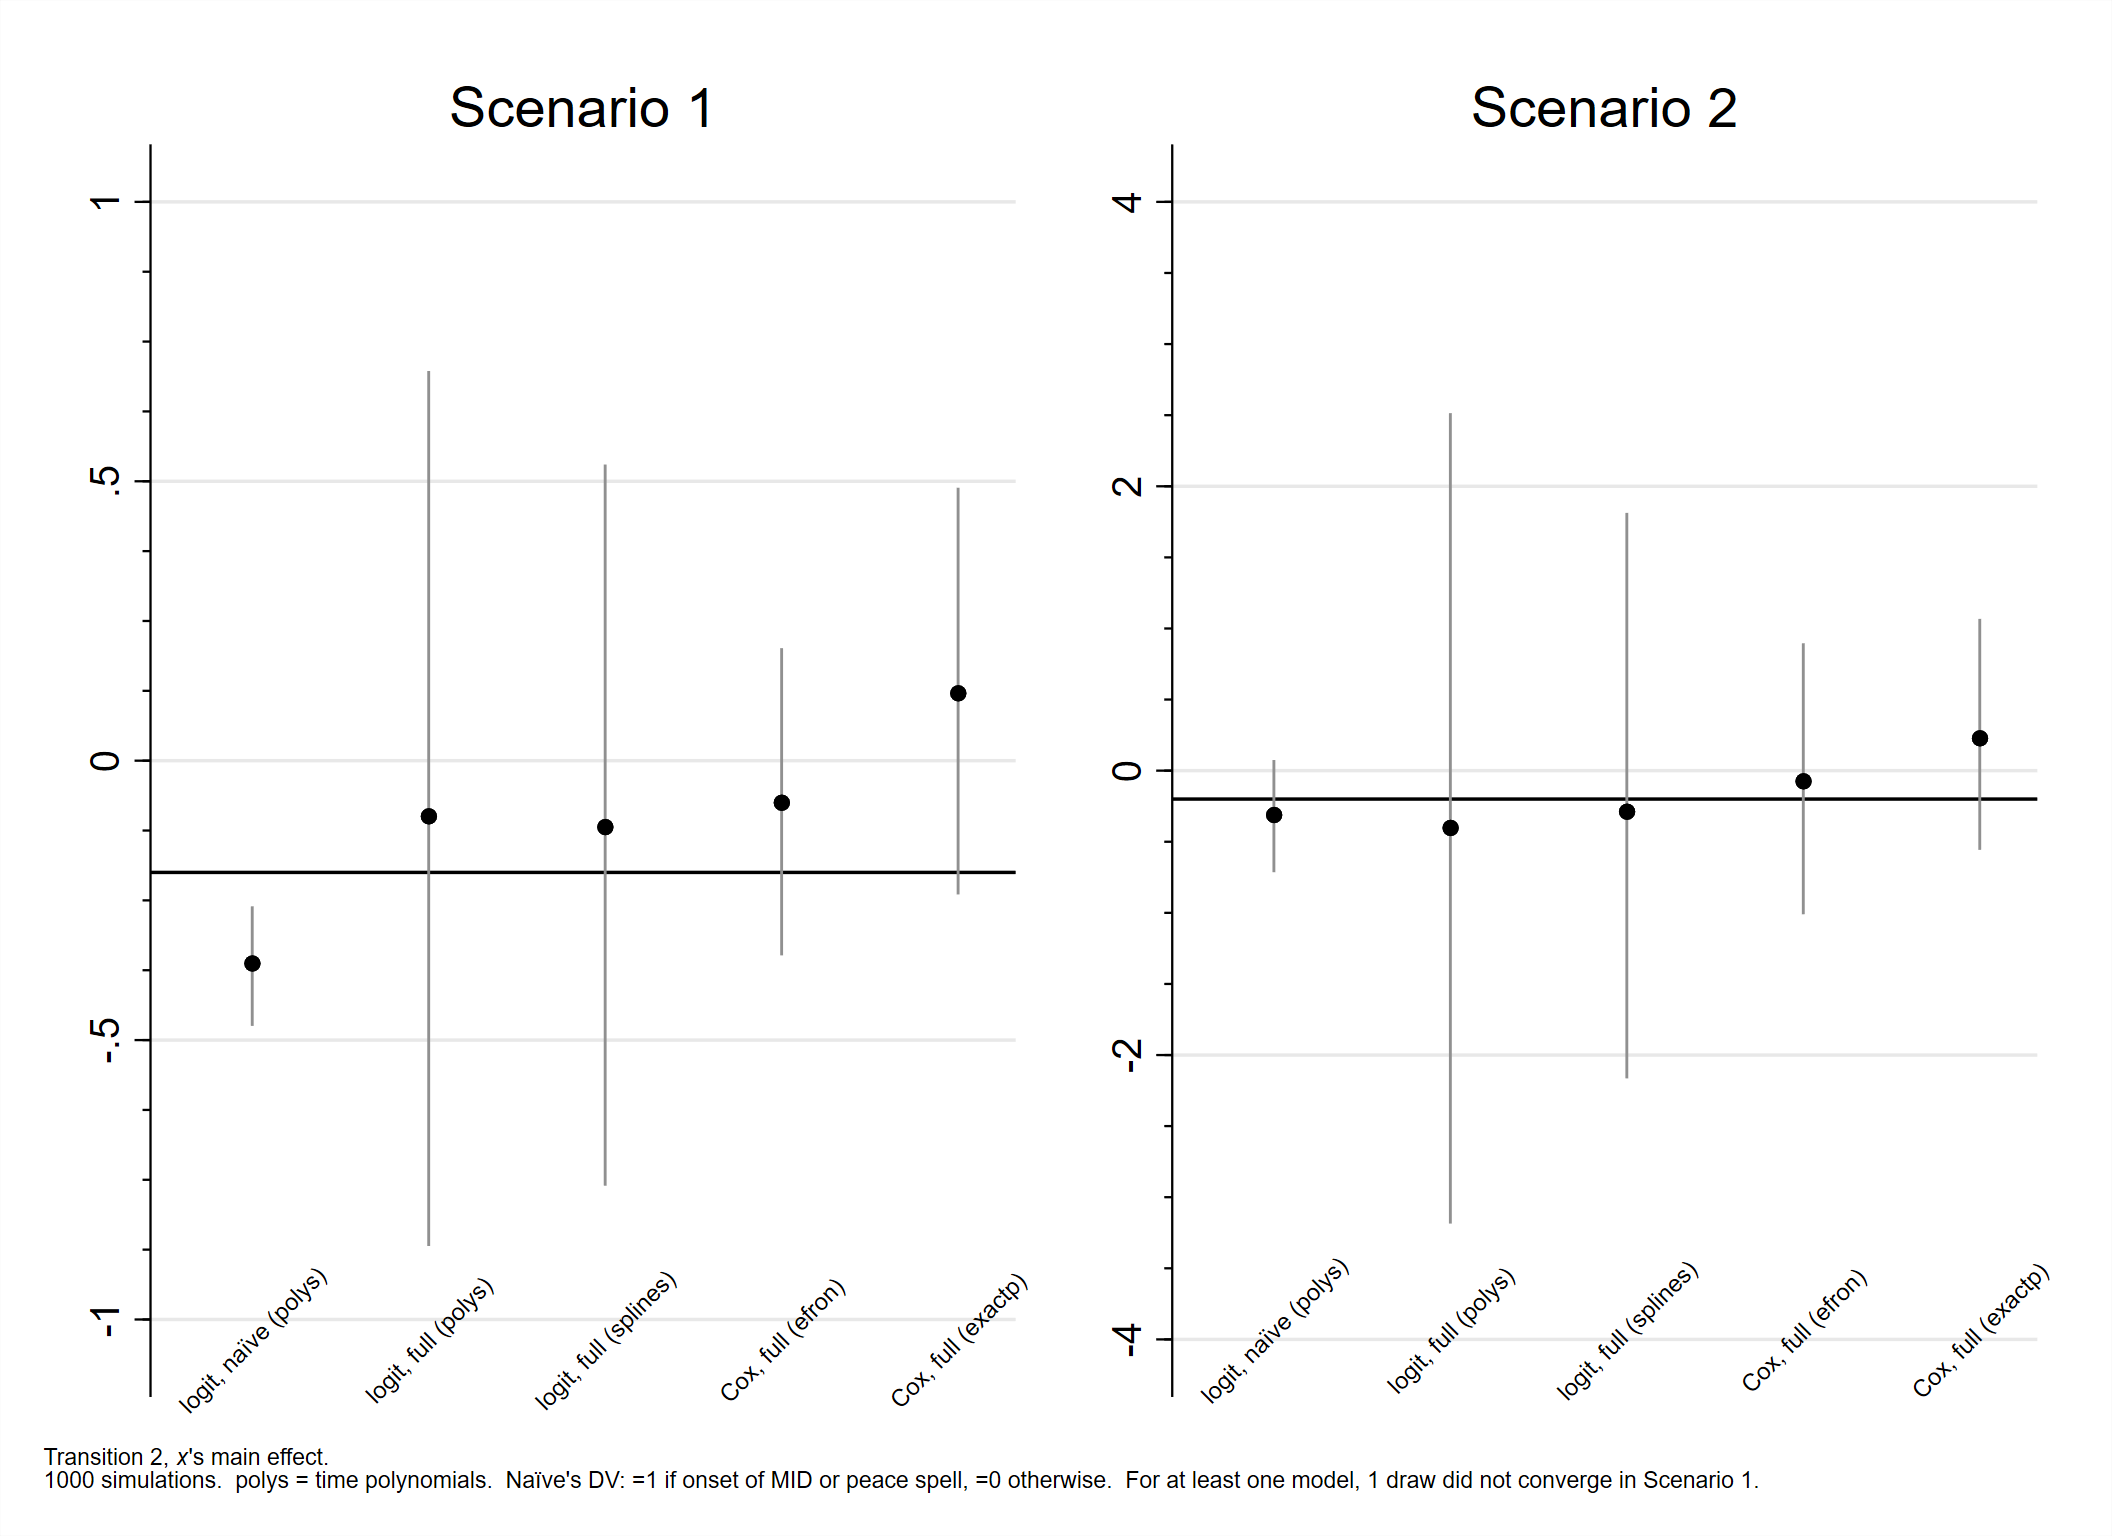 Scenario 1
1
.5
0
-.5
-1
logit, naïve (polys)
logit, full (polys)
logit, full (splines)
Cox, full (efron)
Cox, full (exactp)
Scenario 2
4
2
0
-2
-4
logit, naïve (polys)
logit, full (polys)
logit, full (splines)
Cox, full (efron)
Cox, full (exactp)
Transition 2, x's main effect.
1000 simulations.  polys = time polynomials.  Naïve's DV: =1 if onset of MID or peace spell, =0 otherwise.  For at least one model, 1 draw did not converge in Scenario 1.